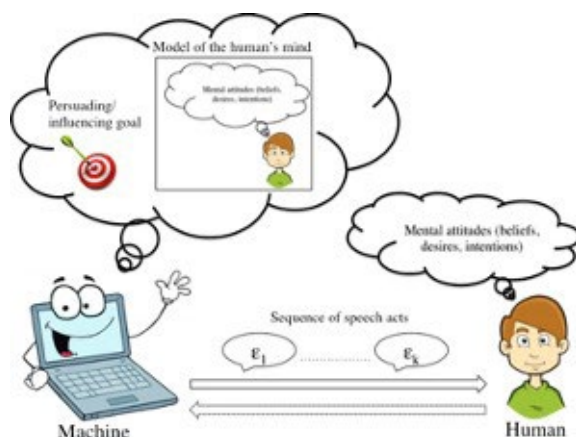 Model of the human's mind
Mental attitudes (beliefs,
desires, intentions)
Persuading/
influencing goal
Mental attitudes (beliefs,
desires, intentions)
Sequence of speech acts
ε1 ............... εk
Machine
Human